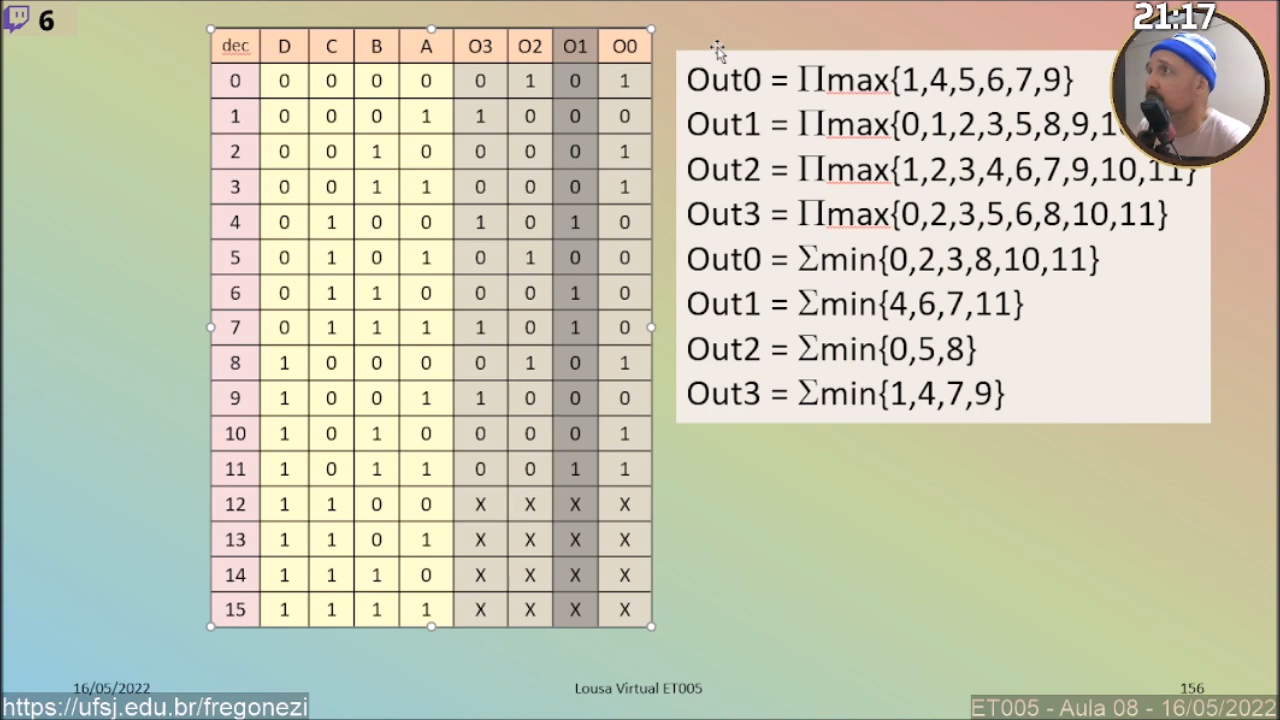 6
21:17
dec D C B A O3 O2 O1 O0
0 0 0 0 0 0 1 0 1
1 0 0 0 1 1 0 0 0
2 0 0 1 0 0 0 0 1
3 0 0 1 1 0 0 0 1
4 0 1 0 0 1 0 1 0
5 0 1 0 1 0 1 0 0
6 0 1 1 0 0 0 1 0
7 0 1 1 1 1 0 1 0
8 1 0 0 0 0 1 0 1
9 1 0 0 1 1 0 0 0
10 1 0 1 0 0 0 0 1
11 1 0 1 1 0 0 1 1
12 1 1 0 0 X X X X
13 1 1 0 1 X X X X
14 1 1 1 0 X X X X
15 1 1 1 1 X X X X
Out0 = Πmax{1,4,5,6,7,9}
Out1 = Πmax{0,1,2,3,5,8,9,
Out2 = Πmax{1,2,3,4,6,7,9,10,11}
Out3 = Πmax{0,2,3,5,6,8,10,11}
Out0 = Σmin{0,2,3,8,10,11}
Out1 = Σmin{4,6,7,11}
Out2 = Σmin{0,5,8}
Out3 = Σmin{1,4,7,9}
16/05/2022
Lousa Virtual ET005
156
https://ufsj.edu.br/fregonezi
ET005 - Aula 08 - 16/05/2022